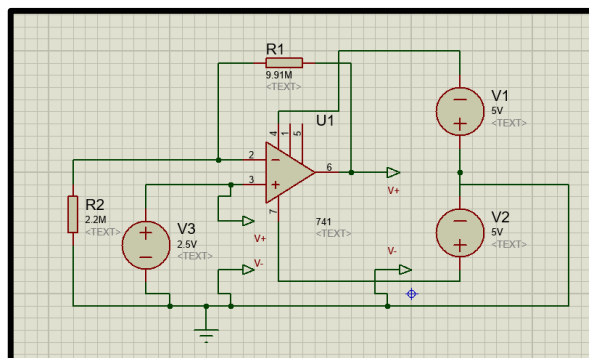 R1
9.91M
<TEXT>
V1
5V
<TEXT>
U1
4
1
5
2
6
3
7
V+
741
<TEXT>
R2
2.2M
<TEXT>
V3
2.5V
<TEXT>
V+
V-
V2
5V
<TEXT>
V-